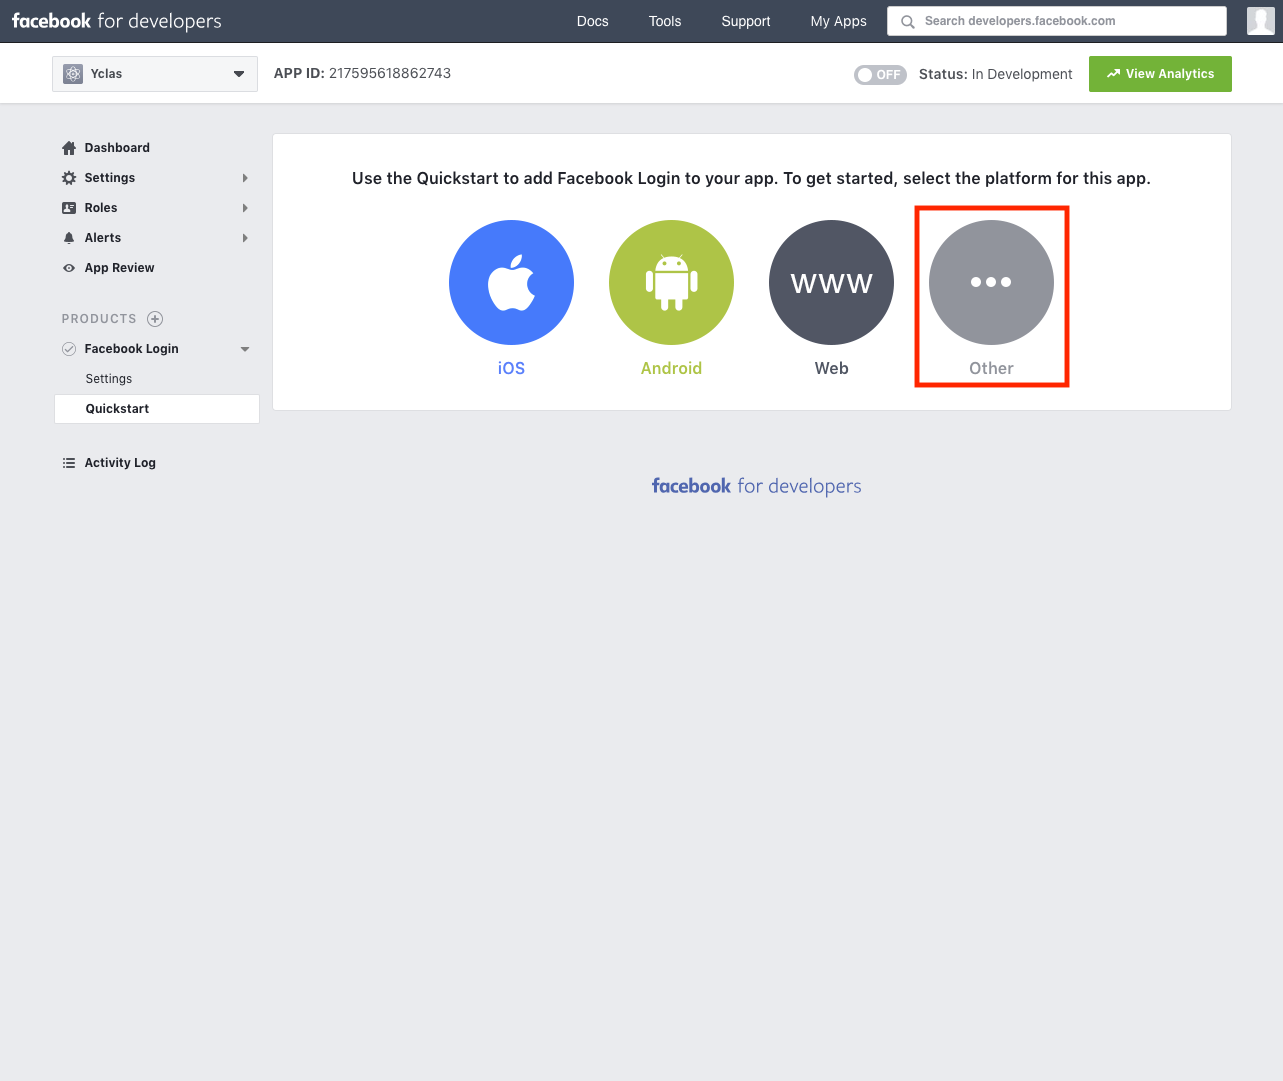 facebook for developers
Docs
Tools
Support
My Apps
Search developers.facebook.com
Yclas
APP ID: 217595618862743
OFF
Status: In Development
View Analytics
Dashboard
Settings
Roles
Alerts
App Review
PRODUCTS
Facebook Login
Settings
Quickstart
Activity Log
Use the Quickstart to add Facebook Login to your app. To get started, select the platform for this app.
www
iOS
Android
Web
Other
facebook for developers